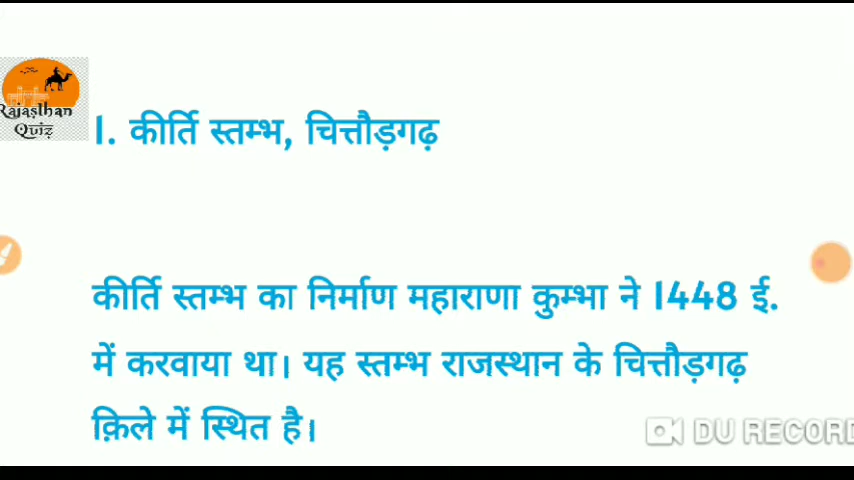 Rajasthan
Quiz
1. कीर्ति स्तम्भ, चित्तौड़गढ़
कीर्ति स्तम्भ का निर्माण महाराणा कुम्भा ने 1448 ई.
में करवाया था। यह स्तम्भ राजस्थान के चित्तौड़गढ़
क़िले में स्थित है।
DU RECORD